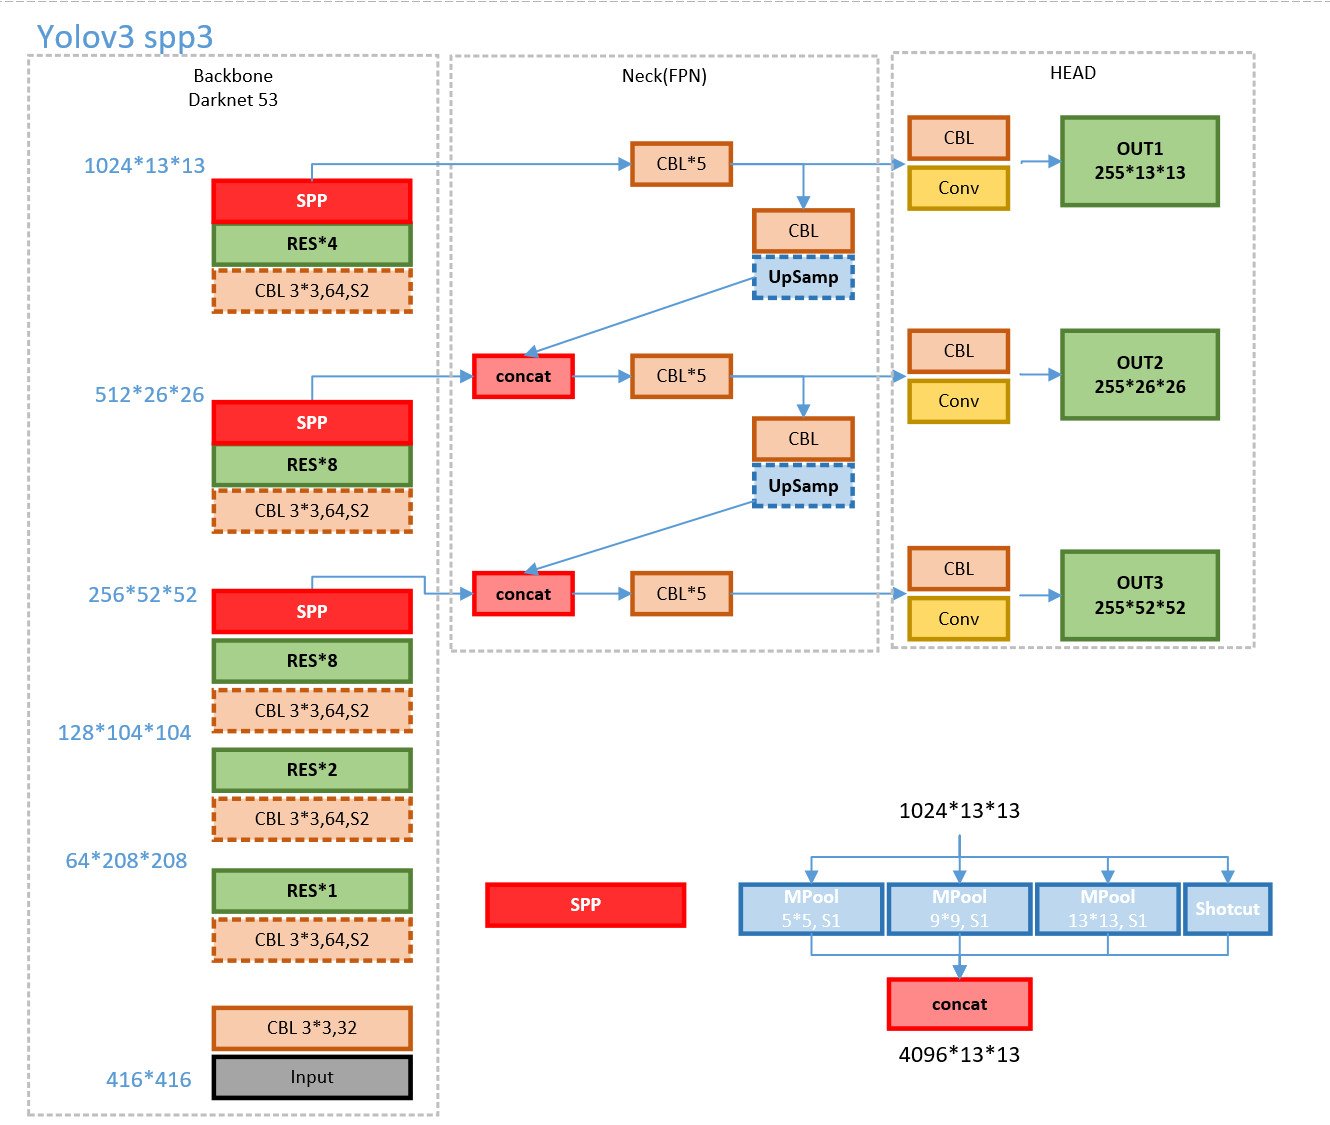 Yolov3 spp3
Backbone
Darknet 53
1024*13*13
SPP
RES*4
CBL 3*3,64,S2
512*26*26
SPP
RES*8
CBL 3*3,64,S2
256*52*52
SPP
RES*8
CBL 3*3,64,S2
128*104*104
RES*2
CBL 3*3,64,S2
64*208*208
RES*1
CBL 3*3,64,S2
CBL 3*3,32
416*416
Input
Neck(FPN)
CBL*5
CBL
UpSamp
concat
CBL*5
CBL
UpSamp
concat
CBL*5
HEAD
CBL
Conv
OUT1
255*13*13
CBL
Conv
OUT2
255*26*26
CBL
Conv
OUT3
255*52*52
SPP
1024*13*13
MPool
5*5, S1
MPool
9*9, S1
MPool
13*13, S1
Shotcut
concat
4096*13*13